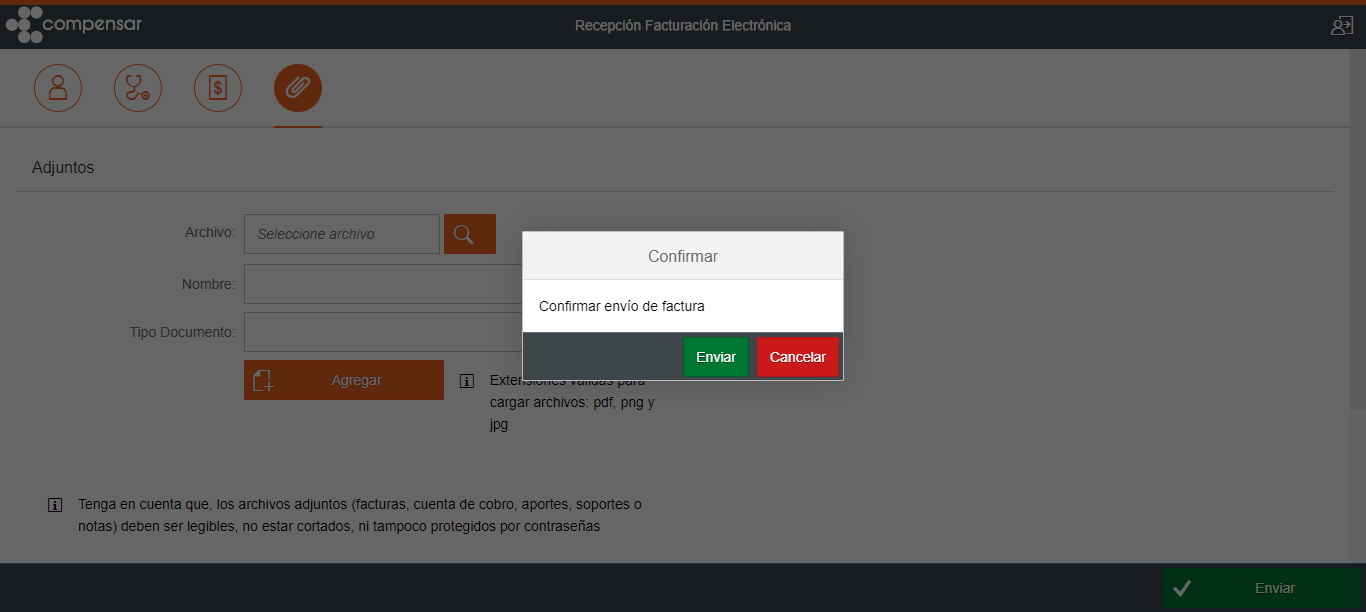 compensar
Recepción Facturación Electrónica
$
Adjuntos
Archivo:
Seleccione archivo
Nombre:
Tipo Documento:
Confirmar
Confirmar envío de factura
Enviar
Cancelar
Agregar
i
Extensiones válidas para
cargar archivos: pdf, png y
jpg
i
Tenga en cuenta que, los archivos adjuntos (facturas, cuenta de cobro, aportes, soportes o
notas) deben ser legibles, no estar cortados, ni tampoco protegidos por contraseñas
Enviar